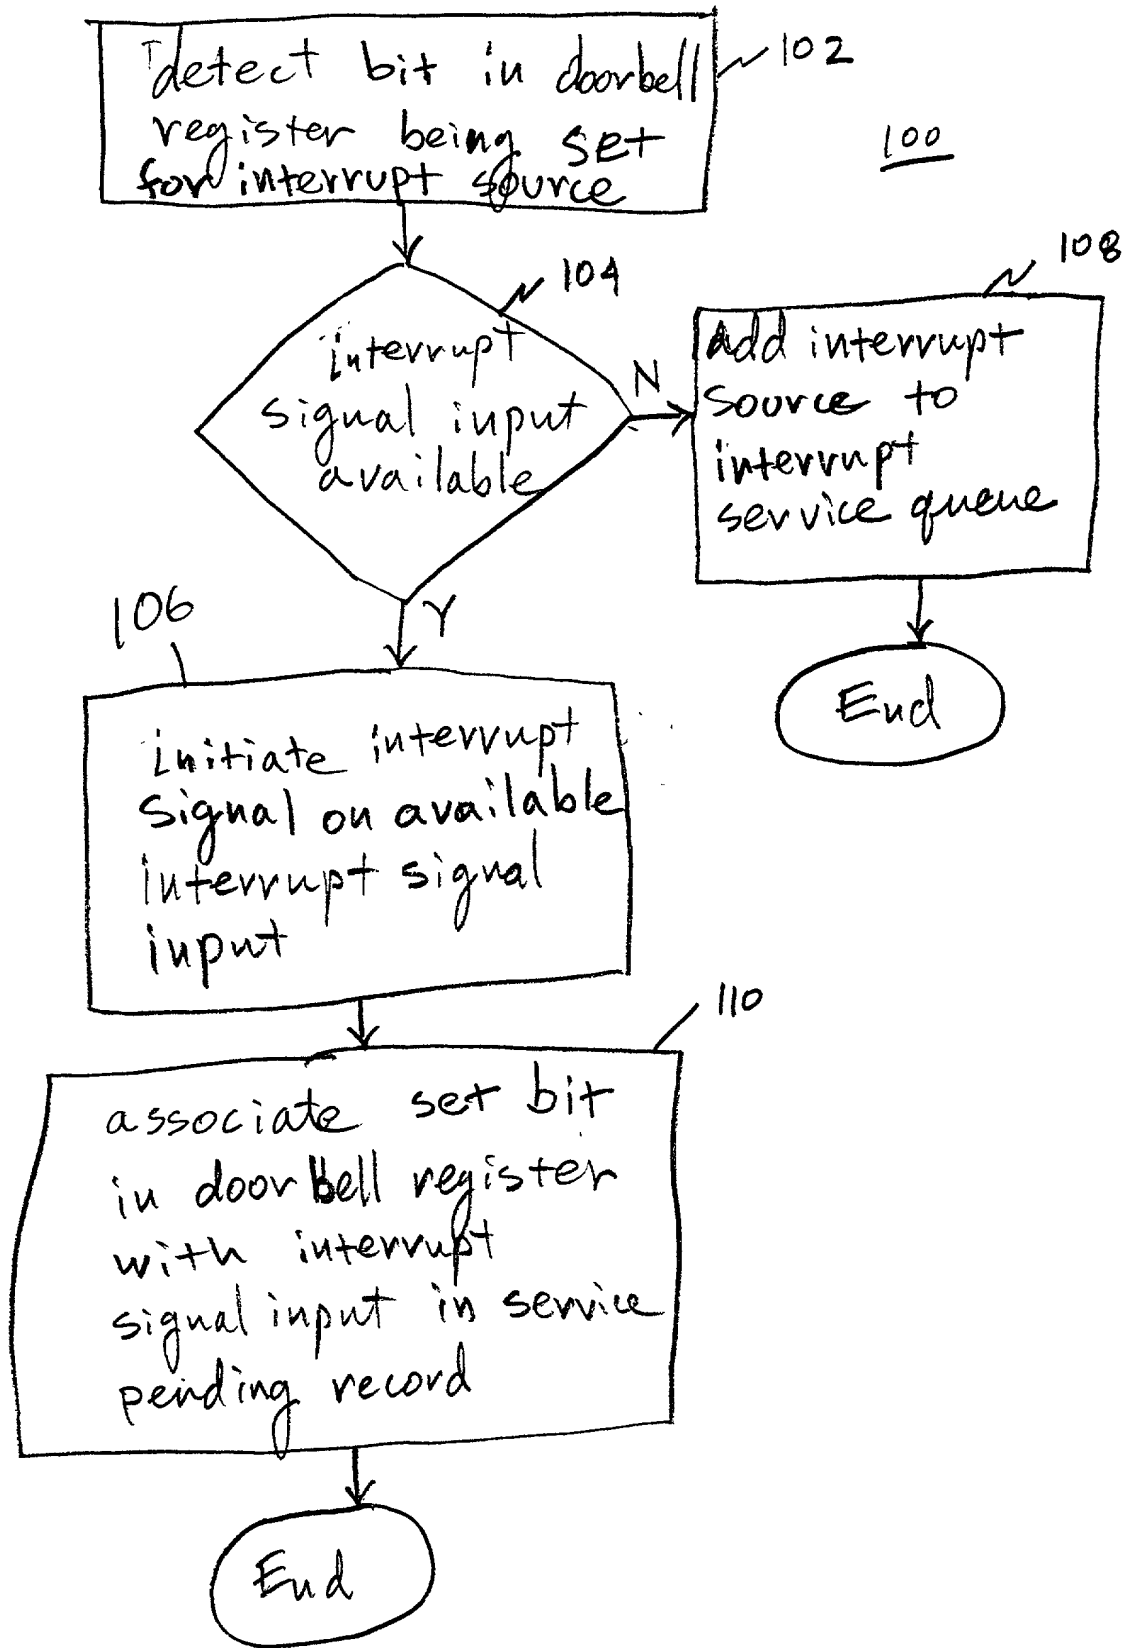 detect bit in doorbell
register being set
for interrupt source
102
100
104
interrupt
signal input
available
N
108
add interrupt
source to
interrupt
service queue
End
Y
106
initiate interrupt
signal on available
interrupt signal
input
110
associate set bit
in doorbell register
with interrupt
signal input in service
pending record
End